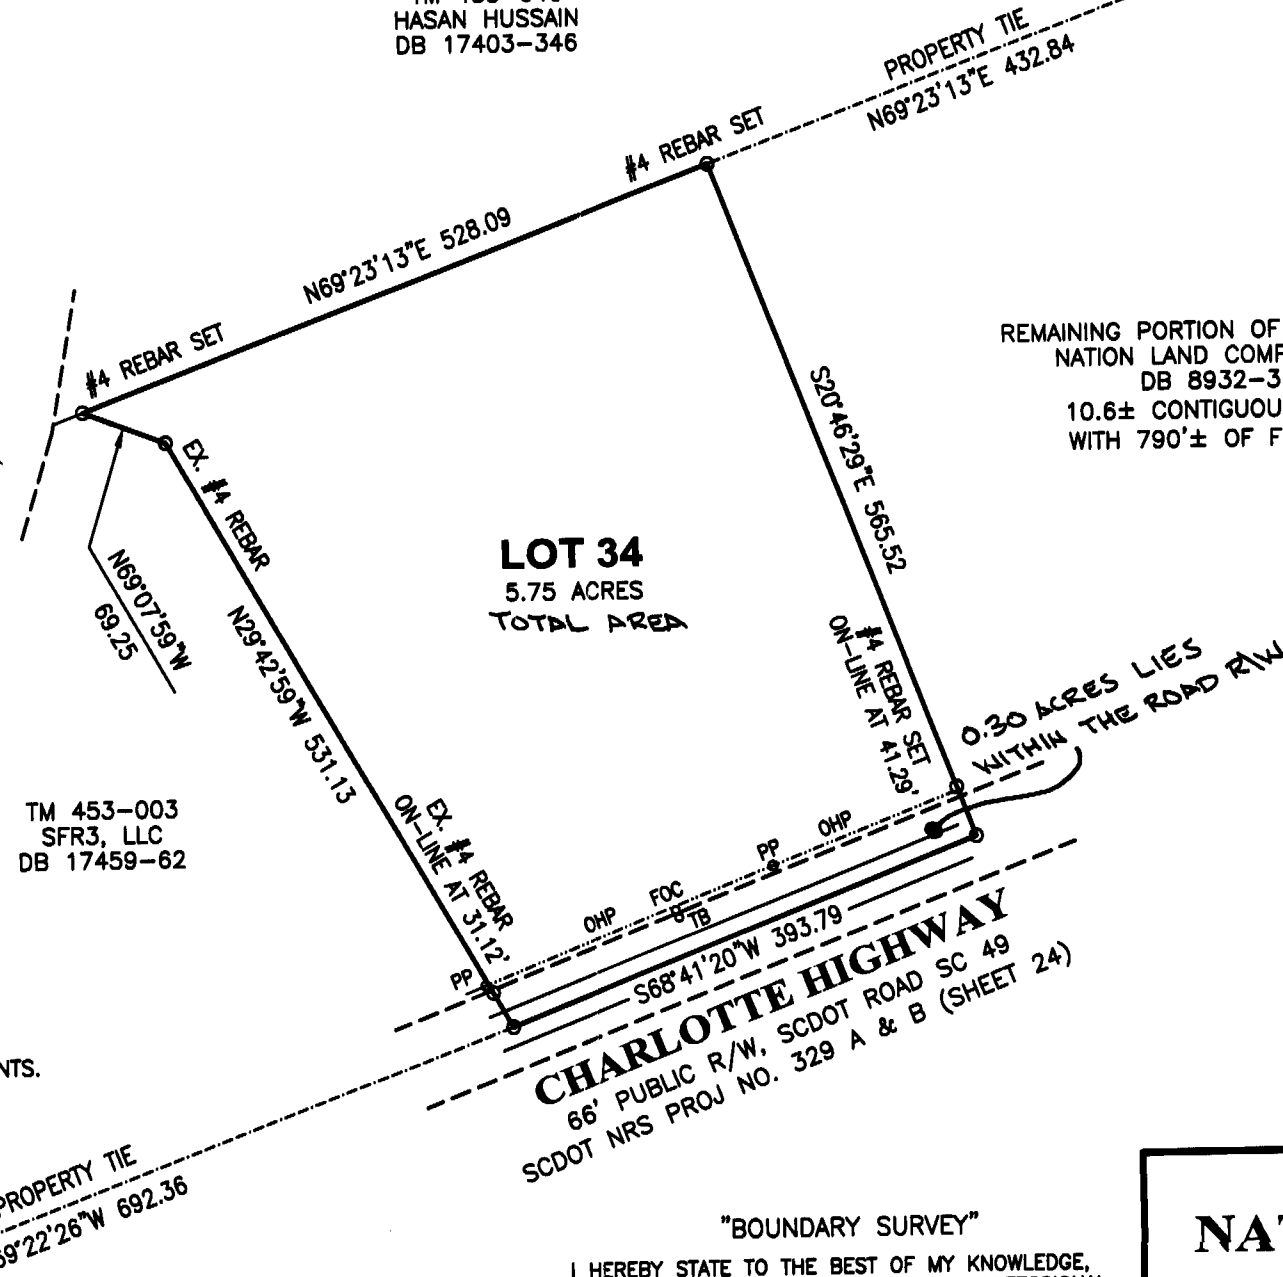 HASAN HUSSAIN
DB 17403-346
PROPERTY TIE
N69°23'13"E 432.84
#4 REBAR SET
N69°23'13"E 528.09
#4 REBAR SET
REMAINING PORTION OF
NATION LAND
DB 8932-3
10.6±
WITH 790'± OF
S20°46'29"E 565.52
EX. #4 REBAR
LOT 34
5.75 ACRES
TOTAL AREA
N69°07'59"W
69.25
N29°42'59"W 531.13
#4 REBAR SET
ON-LINE AT 41.29'
0.30 ACRES LIES
WITHIN THE ROAD R/W
TM 453-003
SFR3, LLC
DB 17459-62
EX. #4 REBAR
ON-LINE AT 31.12'
OHP
PP
FOC
OHP
TB
PP
S68°41'20"W 393.79
CHARLOTTE HIGHWAY
66' PUBLIC R/W, SCDOT ROAD SC 49
SCDOT NRS PROJ NO. 329 A & B (SHEET 24)
NTS.
PROPERTY TIE
69°22'26"W 692.36
"BOUNDARY SURVEY"
I HEREBY STATE TO THE BEST OF MY KNOWLEDGE,